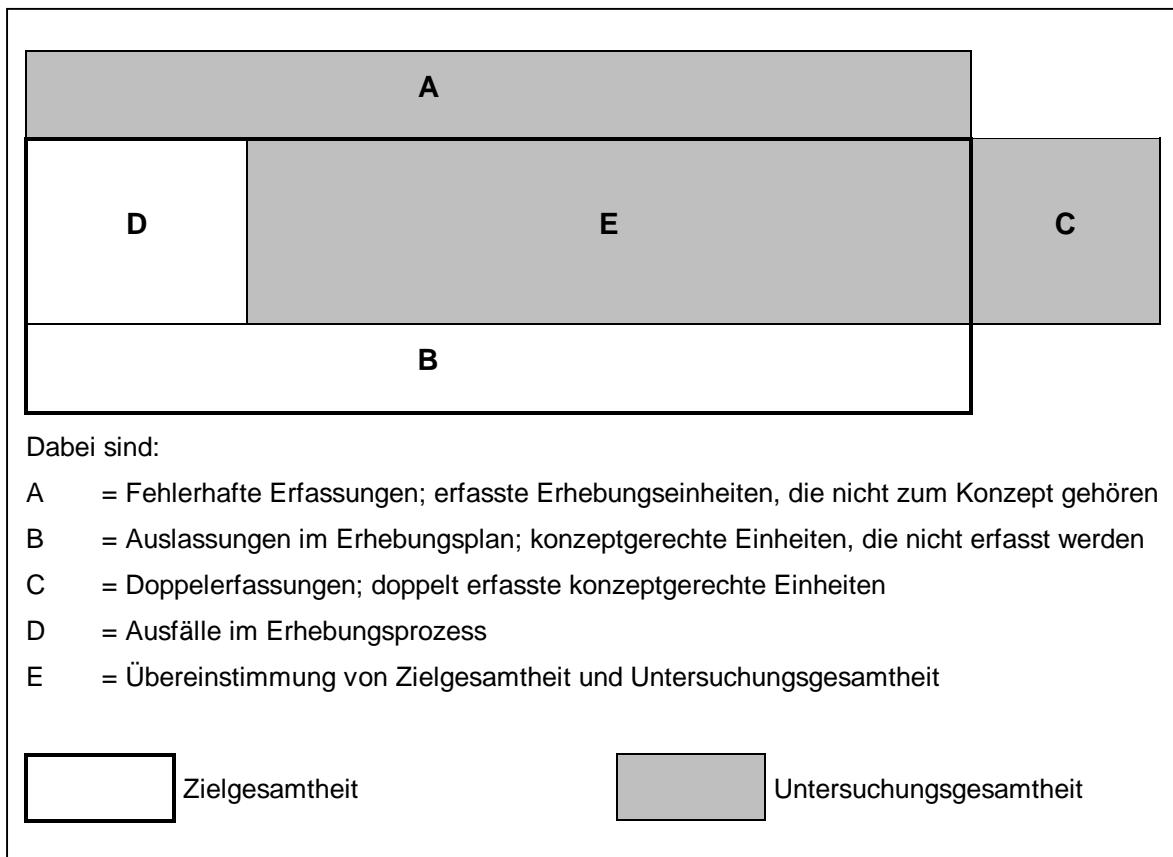 A
D E C
B
Dabei sind:
A = Fehlerhafte Erfassungen; erfasste Erhebungseinheiten, die nicht zum Konzept gehören
B = Auslassungen im Erhebungsplan; konzeptgerechte Einheiten, die nicht erfasst werden
C = Doppelerfassungen; doppelt erfasste konzeptgerechte Einheiten
D = Ausfälle im Erhebungsprozess
E = Übereinstimmung von Zielgesamtheit und Untersuchungsgesamtheit
Zielgesamtheit Untersuchungsgesamtheit